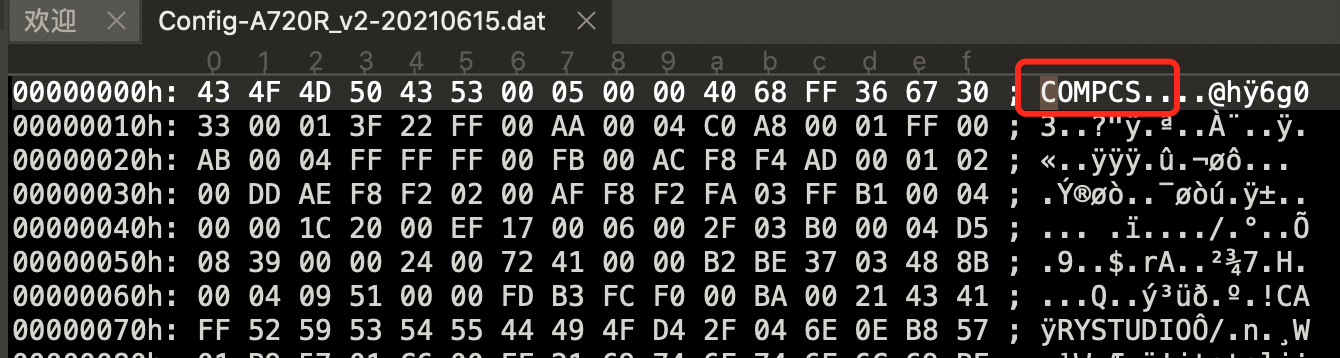 欢迎 × Config-A720R_v2-20210615.dat ×
0 1 2 3 4 5 6 7 8 9 a b c d e f
00000000h: 43 4F 4D 50 43 53 00 05 00 00 40 68 FF 36 67 30 ; COMPCS....@hÿ6g0
00000010h: 33 00 01 3F 22 FF 00 AA 00 04 C0 A8 00 01 FF 00 ; 3..?"ÿ.ª..À¨..ÿ.
00000020h: AB 00 04 FF FF FF 00 FB 00 AC F8 F4 AD 00 01 02 ; «..ÿÿÿ.û.¬øô...
00000030h: 00 DD AE F8 F2 02 00 AF F8 F2 FA 03 FF B1 00 04 ; .Ý®øò..¯øòú.ÿ±..
00000040h: 00 00 1C 20 00 EF 17 00 06 00 2F 03 B0 00 04 D5 ; ... .ï..../.°..Õ
00000050h: 08 39 00 00 24 00 72 41 00 00 B2 BE 37 03 48 8B ; .9..$.rA..²¾7.H.
00000060h: 00 04 09 51 00 00 FD B3 FC F0 00 BA 00 21 43 41 ; ...Q..ý³üð.º.!CA
00000070h: FF 52 59 53 54 55 44 49 4F D4 2F 04 6E 0E B8 57 ; ÿRYSTUDIOÔ/.n.¸W